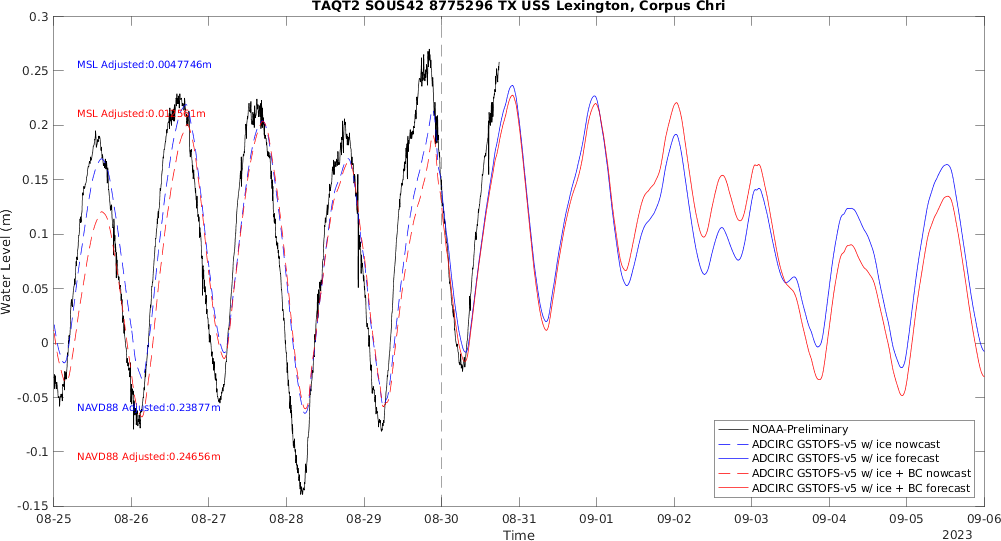 TAQT2 SOUS42 8775296 TX USS Lexington, Corpus Chri
0.3
0.25
0.2
0.15
0.1
0.05
0
-0.05
-0.1
-0.15
Water Level (m)
MSL Adjusted:0.0047746m
MSL
NAVD88 Adjusted:0.23877m
NAVD88 Adjusted:0.24656m
NOAA-Preliminary
ADCIRC GSTOFS-v5 w/ ice nowcast
ADCIRC GSTOFS-v5 w/ ice forecast
ADCIRC GSTOFS-v5 w/ ice + BC nowcast
ADCIRC GSTOFS-v5 w/ ice + BC forecast
08-25 08-26 08-27 08-28 08-29 08-30 08-31 09-01 09-02 09-03 09-04 09-05 09-06
Time
2023